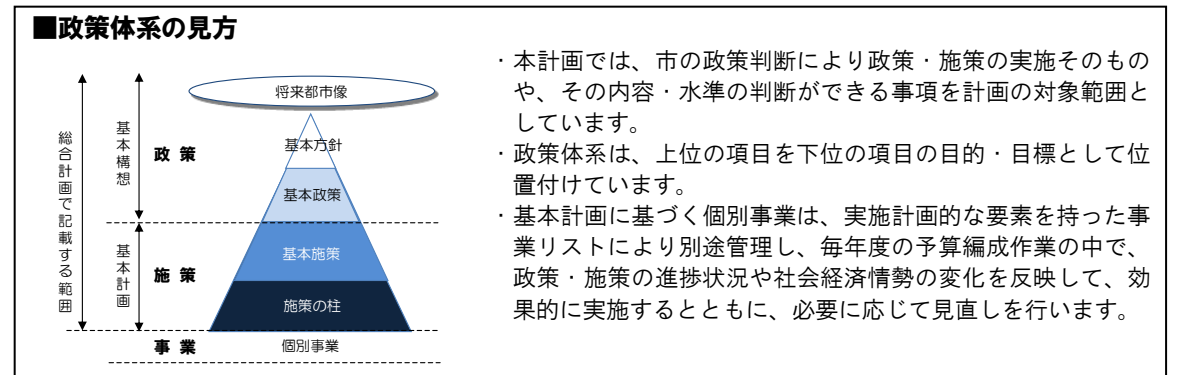 ■政策体系の見方
将来都市像
基本方針
基本政策
基本施策
施策の柱
個別事業
政 策
施 策
事 業
基本構想
基本計画
総合計画で記載する範囲
・本計画では、市の政策判断により政策・施策の実施そのもの
や、その内容・水準の判断ができる事項を計画の対象範囲と
しています。
・政策体系は、上位の項目を下位の項目の目的・目標として位
置付けています。
・基本計画に基づく個別事業は、実施計画的な要素を持った事
業リストにより別途管理し、毎年度の予算編成作業の中で、
政策・施策の進捗状況や社会経済情勢の変化を反映して、効
果的に実施するとともに、必要に応じて見直しを行います。